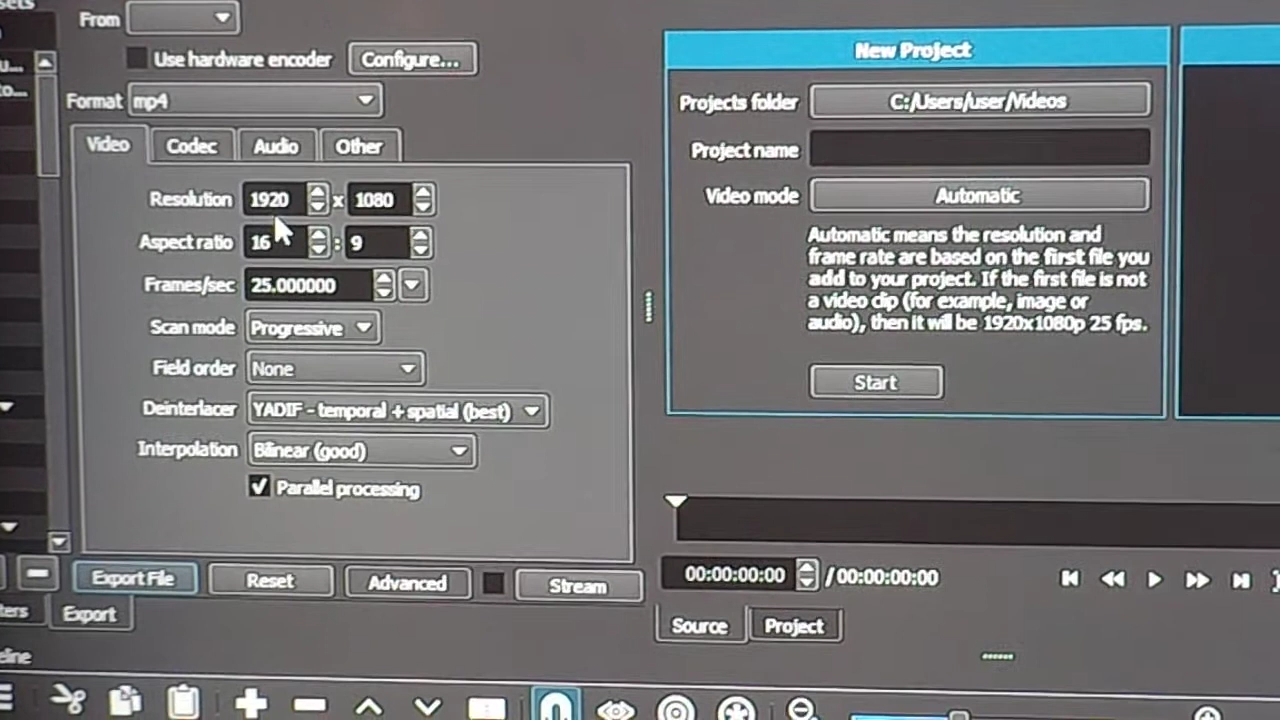 From
Use hardware encoder
Configure...
Format
mp4
Video
Codec
Audio
Other
Resolution
1920
x
1080
Aspect ratio
16
:
9
Frames/sec
25.000000
Scan mode
Progressive
Field order
None
Deinterlacer
YADIF - temporal + spatial (best)
Interpolation
Bilinear (good)
Parallel processing
Export File
Reset
Advanced
Stream
Export
New Project
Projects folder
C:/Users/user/Videos
Project name
Video mode
Automatic
Automatic means the resolution and
frame rate are based on the first file you
add to your project. If the first file is not
a video clip (for example, image or
audio), then it will be 1920x1080p 25 fps.
Start
00:00:00:00
/ 00:00:00:00
Source
Project